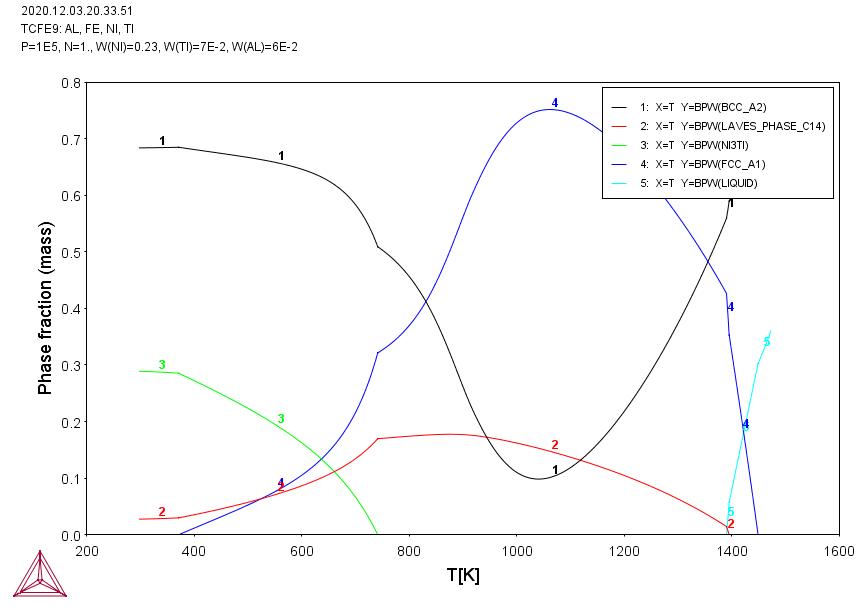 2020.12.03.20.33.51
TCFE9: AL, FE, NI, TI
P=1E5, N=1., W(NI)=0.23, W(TI)=7E-2, W(AL)=6E-2
1: X=T Y=BPW(BCC_A2)
2: X=T Y=BPW(LAVES_PHASE_C14)
3: X=T Y=BPW(NI3TI)
4: X=T Y=BPW(FCC_A1)
5: X=T Y=BPW(LIQUID)
Phase fraction (mass)
0.8
0.7
0.6
0.5
0.4
0.3
0.2
0.1
0.0
1 1 4 1
3 3 4 2
2 4 2 1
4 5 4 5 2
200 400 600 800 1000 1200 1400 1600
T[K]